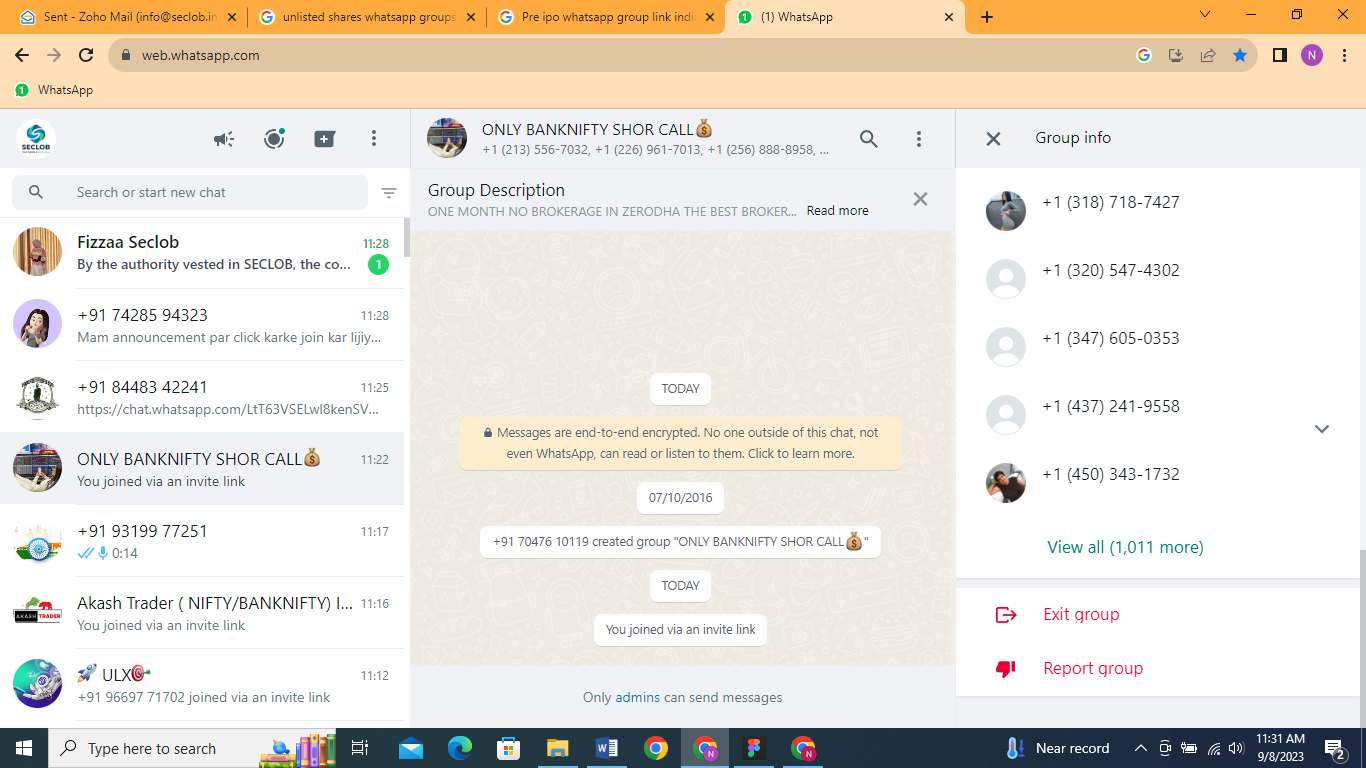 Sent - Zoho Mail (info@seclob.in
unlisted shares whatsapp groups
Pre ipo whatsapp group link indi
(1) WhatsApp
web.whatsapp.com
N
WhatsApp
SECLOB
Search or start new chat
Fizzaa Seclob 11:28
By the authority vested in SECLOB, the co... 1
+91 74285 94323 11:28
Mam announcement par click karke join kar lijiy...
+91 84483 42241 11:25
https://chat.whatsapp.com/LtT63VSELwl8kenSV...
ONLY BANKNIFTY SHOR CALL💰 11:22
You joined via an invite link
+91 93199 77251 11:17
0:14
Akash Trader ( NIFTY/BANKNIFTY) I... 11:16
You joined via an invite link
AKASH TRADER
🚀 ULX🎯 11:12
+91 96697 71702 joined via an invite link
ONLY BANKNIFTY SHOR CALL💰
+1 (213) 556-7032, +1 (226) 961-7013, +1 (256) 888-8958, ...
Group Description
ONE MONTH NO BROKERAGE IN ZERODHA THE BEST BROKER... Read more
TODAY
Messages are end-to-end encrypted. No one outside of this chat, not
even WhatsApp, can read or listen to them. Click to learn more.
07/10/2016
+91 70476 10119 created group "ONLY BANKNIFTY SHOR CALL💰"
TODAY
You joined via an invite link
Only admins can send messages
Group info
+1 (318) 718-7427
+1 (320) 547-4302
+1 (347) 605-0353
+1 (437) 241-9558
+1 (450) 343-1732
View all (1,011 more)
Exit group
Report group
Type here to search
Near record
11:31 AM
9/8/2023
2